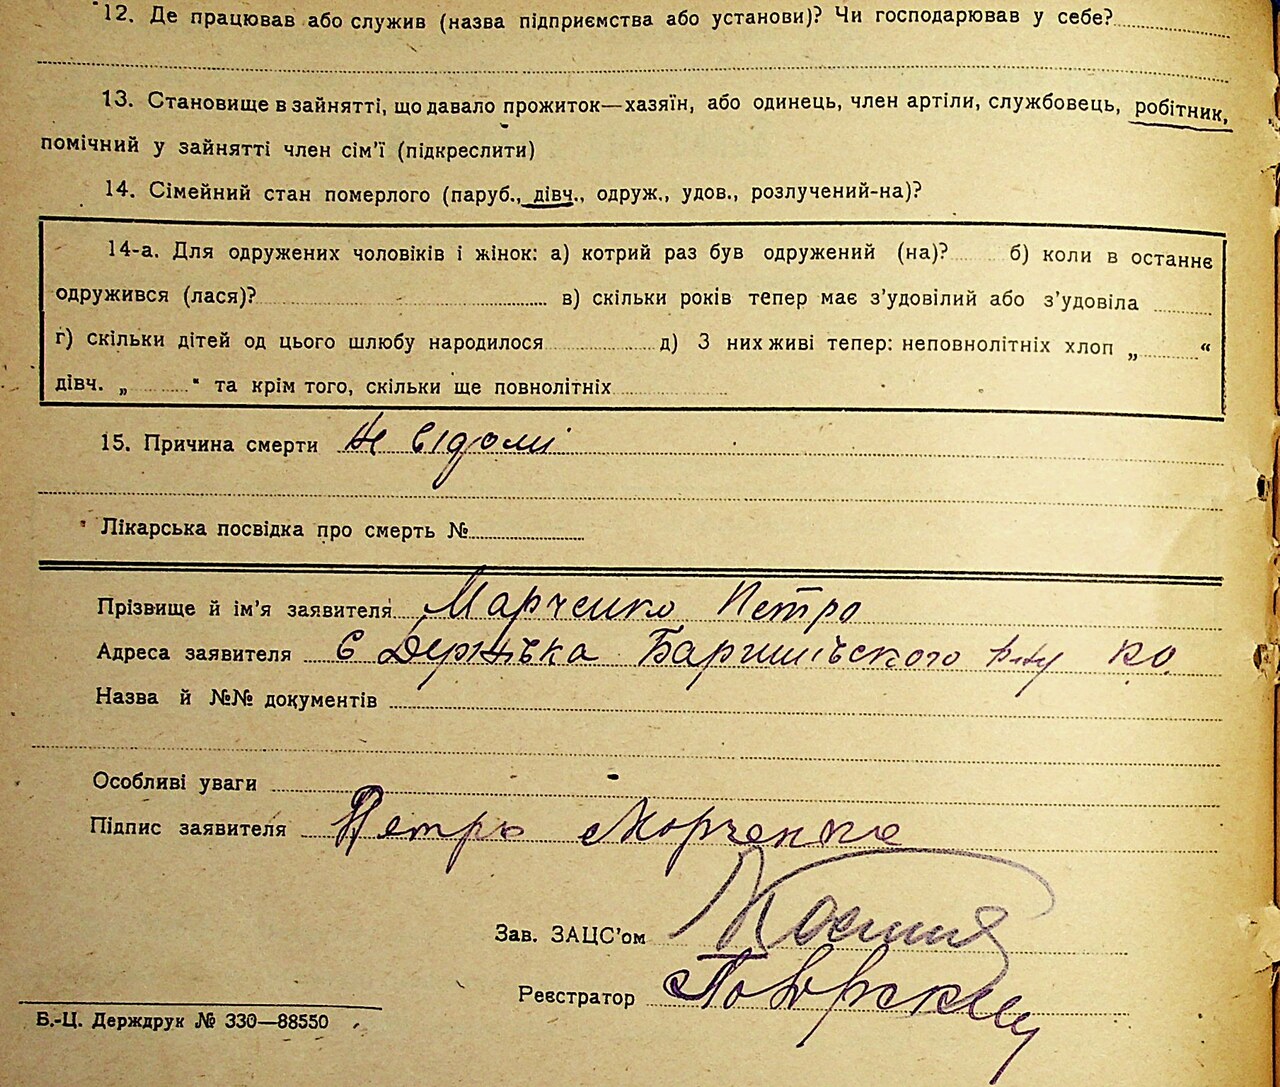 12. Де працював або служив (назва підприємства або установи)? Чи господарював у себе?
13. Становище в зайнятті, що давало прожиток—хазяїн, або одинець, член артіли, службовець, робітник,
помічний у зайнятті член сім'ї (підкреслити)
14. Сімейний стан померлого (паруб., дівч., одруж., удов., розлучений-на)?
14-а. Для одружених чоловіків і жінок: а) котрий раз був одружений (на)? б) коли в останнє
одружився (лася)? в) скільки років тепер має з'удовілий або з'удовіла
г) скільки дітей од цього шлюбу народилося д) З них живі тепер: неповнолітніх хлоп „ “
дівч. „ “ та крім того, скільки ще повнолітніх
15. Причина смерти Не відомі
Лікарська посвідка про смерть №
Прізвище й ім'я заявителя Марченко Петро
Адреса заявителя С Баришівського р-ну К.О.
Назва й №№ документів
Особливі уваги
Підпис заявителя Петро Морченко
Зав. ЗАЦС'ом
Реєстратор
Б.-Ц. Держдрук № 330—88550